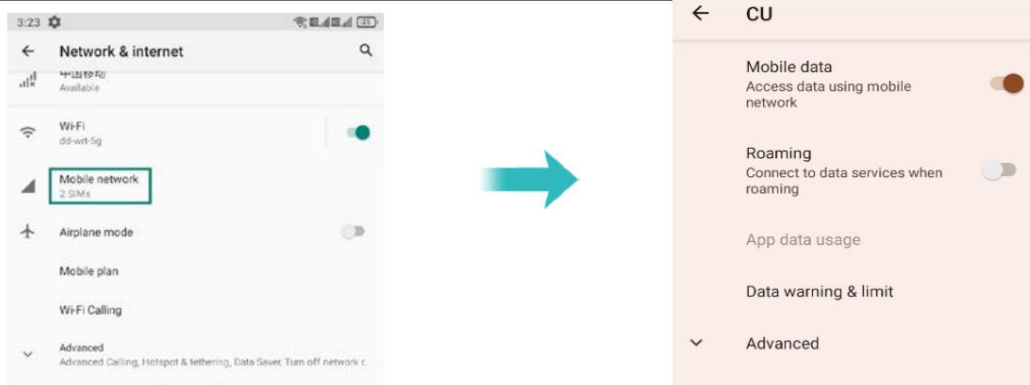 3:23
Network & internet
中国移动
Available
Wi-Fi
dd-wrt-5g
Mobile network
2 SIMs
Airplane mode
Mobile plan
Wi-Fi Calling
Advanced
Advanced Calling, Hotspot & tethering, Data Saver, Turn off network r..
CU
Mobile data
Access data using mobile
network
Roaming
Connect to data services when
roaming
App data usage
Data warning & limit
Advanced